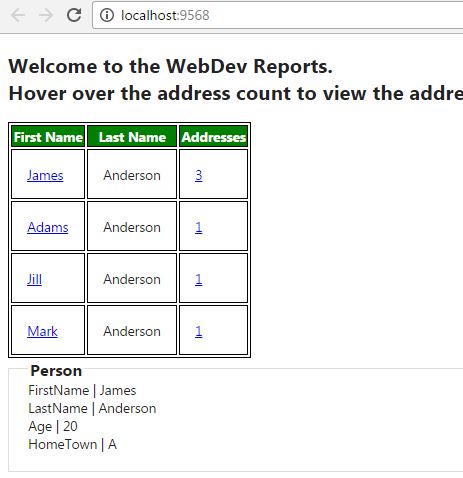 localhost:9568
Welcome to the WebDev Reports.
Hover over the address count to view the addre
First Name Last Name Addresses
James Anderson 3
Adams Anderson 1
Jill Anderson 1
Mark Anderson 1
Person
FirstName | James
LastName | Anderson
Age | 20
HomeTown | A